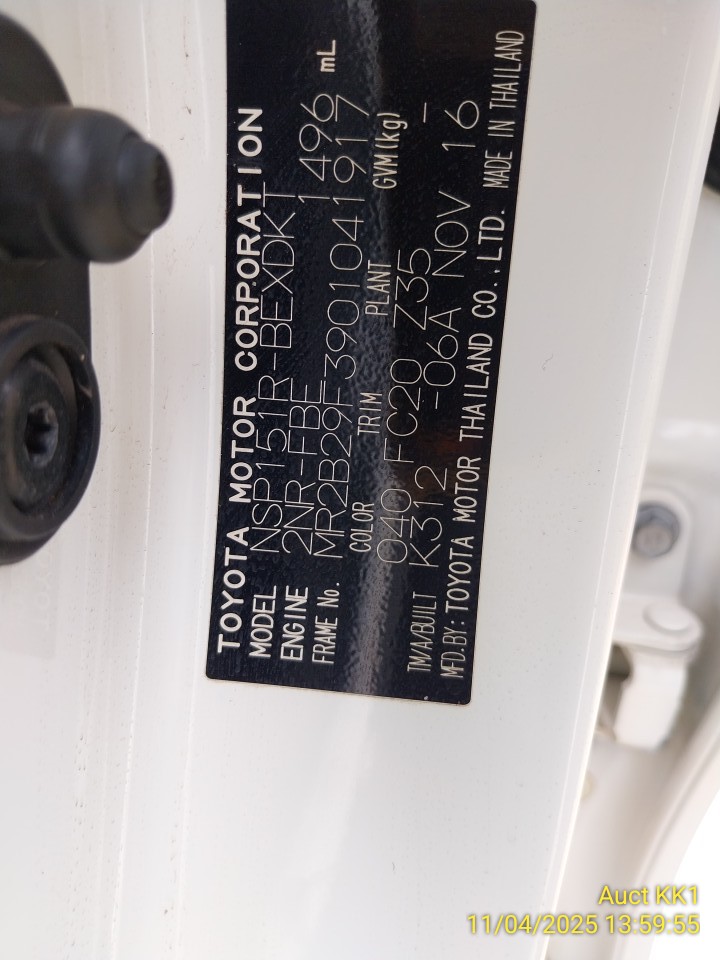 TOYOTA MOTOR CORPORATION
MODEL NSP151R-BEXDKT
ENGINE 2NR-FBE 1496 mL
FRAME No. MR2B29F3901041917
COLOR TRIM PLANT GVM(kg)
040 FC20 Z35 —
TM/A/BUILT K312 -06A NOV 16
MFD.BY: TOYOTA MOTOR THAILAND CO., LTD. MADE IN THAILAND
Auct KK1
11/04/2025 13:59:55